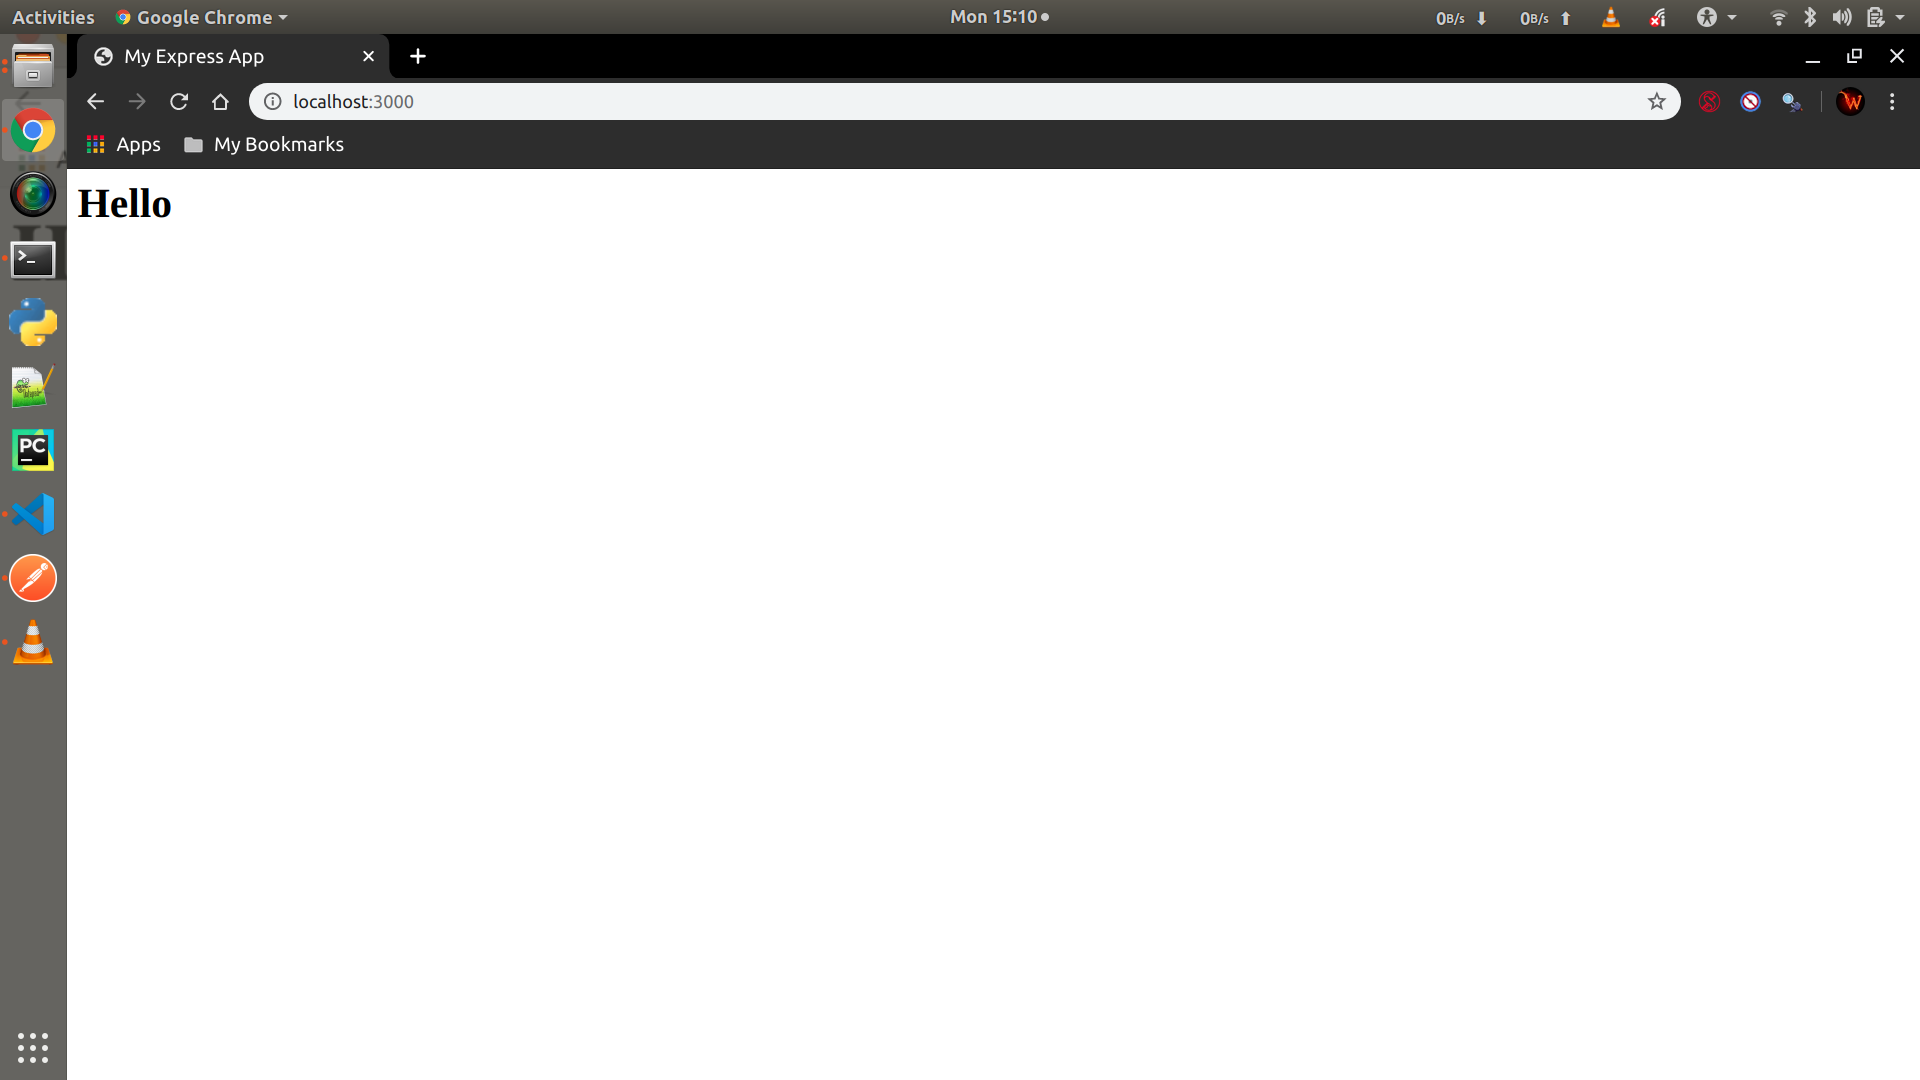 Activities Google Chrome Mon 15:10 0B/s 0B/s
My Express App
localhost:3000
Apps My Bookmarks
Hello
PC